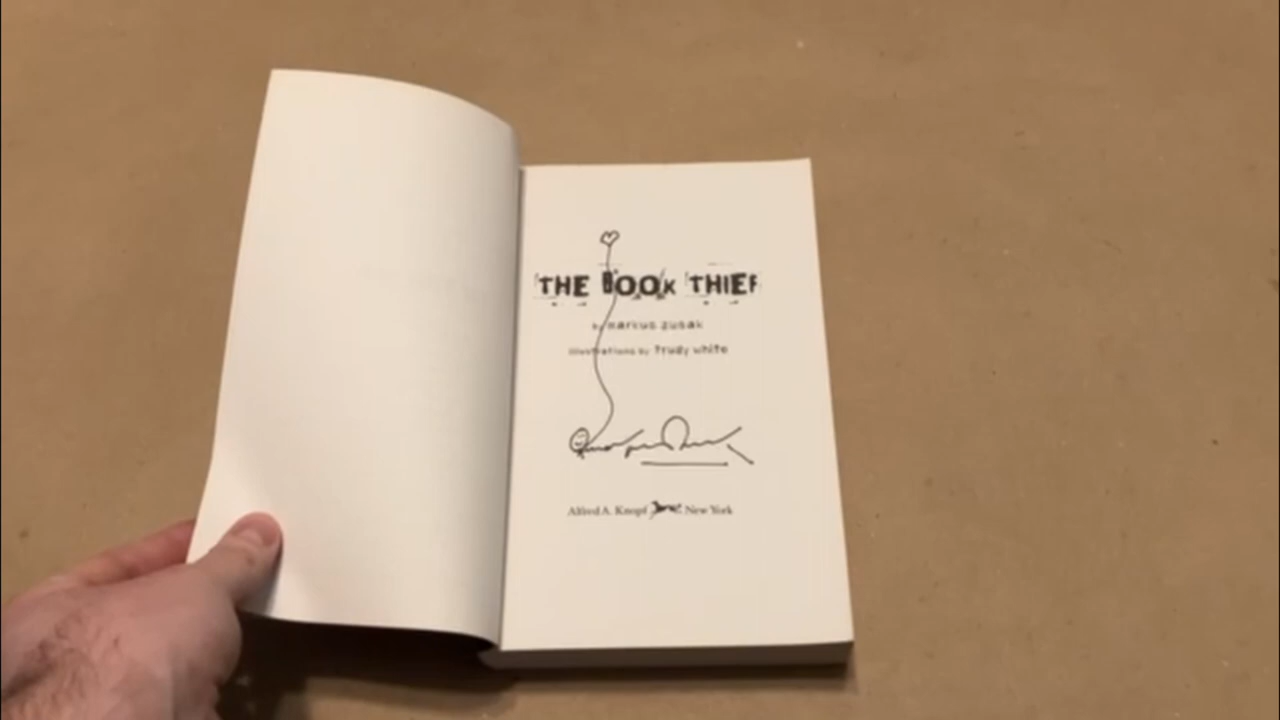 THE BOOK THIEF
by markus zusak
illustrations by Trudy White
Alfred A. Knopf New York